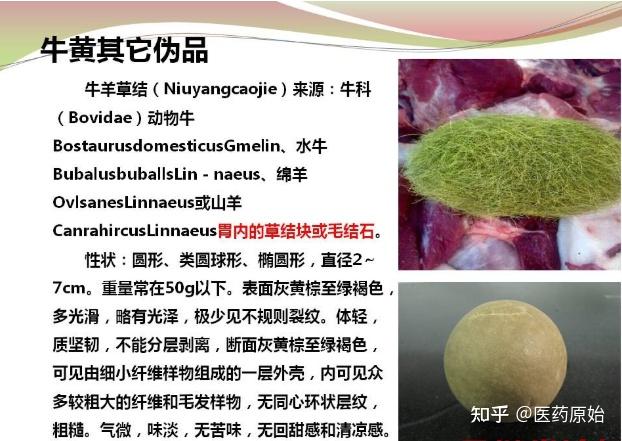 牛黄其它伪品
牛羊草结（Niuyangcaojie）来源：牛科
（Bovidae）动物牛
BostaurusdomesticusGmelin、水牛
BubalusbuballsLin－naeus、绵羊
OvlsanesLinnaeus或山羊
CanrahircusLinnaeus胃内的草结块或毛结石。
性状：圆形、类圆球形、椭圆形，直径2～
7cm。重量常在50g以下。表面灰黄棕至绿褐色，
多光滑，略有光泽，极少见不规则裂纹。体轻，
质坚韧，不能分层剥离，断面灰黄棕至绿褐色，
可见由细小纤维样物组成的一层外壳，内可见众
多较粗大的纤维和毛发样物，无同心环状层纹，
粗糙。气微，味淡，无苦味，无回甜感和清凉感。
知乎 @医药原始